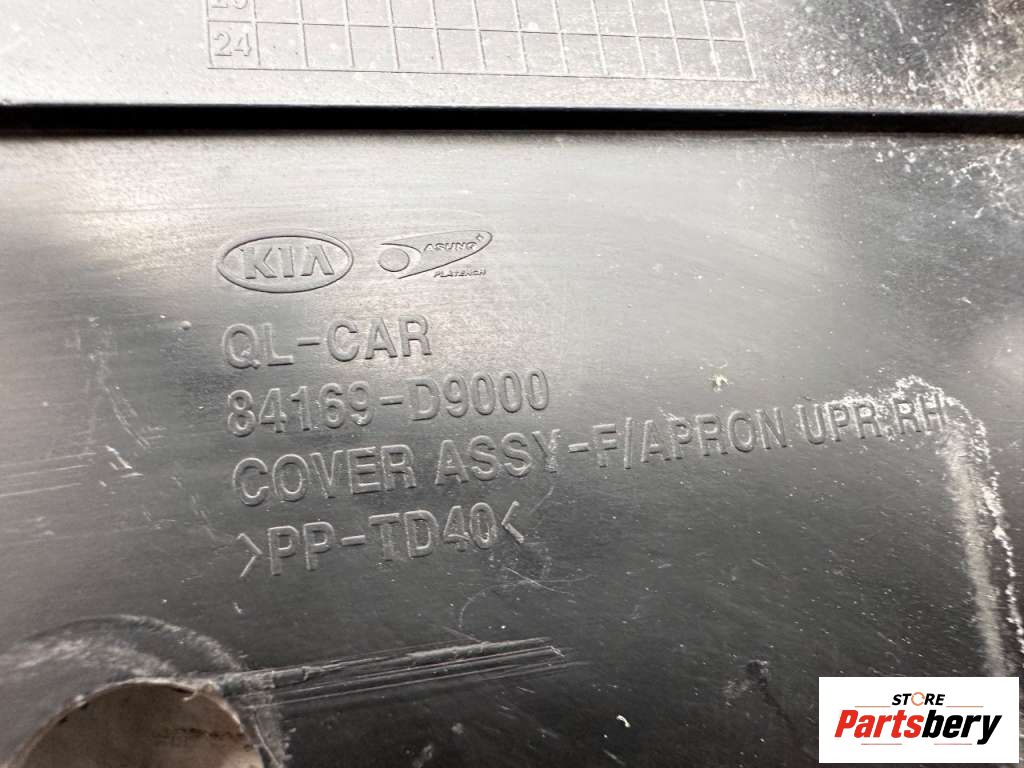 24
KIA
ASUNG
PLATECH
QL-CAR
84169-D9000
COVER ASSY-F/APRON UPR.RH
>PP-TD40<
STORE
Partsbery